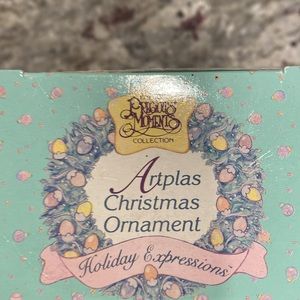 Precious
Moments
COLLECTION
Artplas
Christmas
Ornament
Holiday Expressions